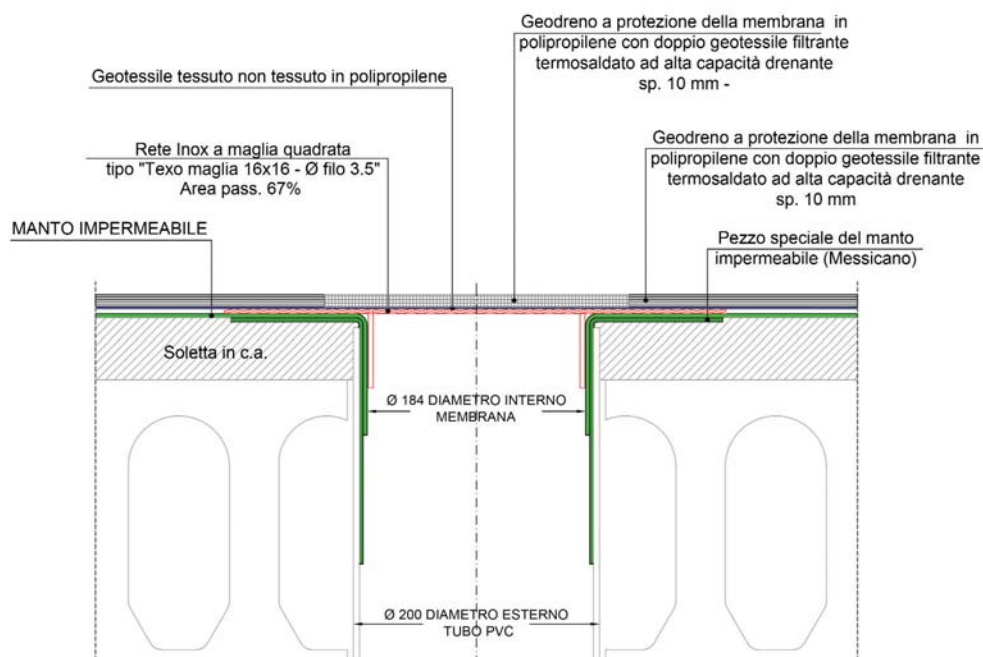 Geodreno a protezione della membrana in
polipropilene con doppio geotessile filtrante
termosaldato ad alta capacità drenante
sp. 10 mm -
Geotessile tessuto non tessuto in polipropilene
Rete Inox a maglia quadrata
tipo "Texo maglia 16x16 - Ø filo 3.5"
Area pass. 67%
Geodreno a protezione della membrana in
polipropilene con doppio geotessile filtrante
termosaldato ad alta capacità drenante
sp. 10 mm
MANTO IMPERMEABILE
Pezzo speciale del manto
impermeabile (Messicano)
Soletta in c.a.
Ø 184 DIAMETRO INTERNO
MEMBRANA
Ø 200 DIAMETRO ESTERNO
TUBO PVC